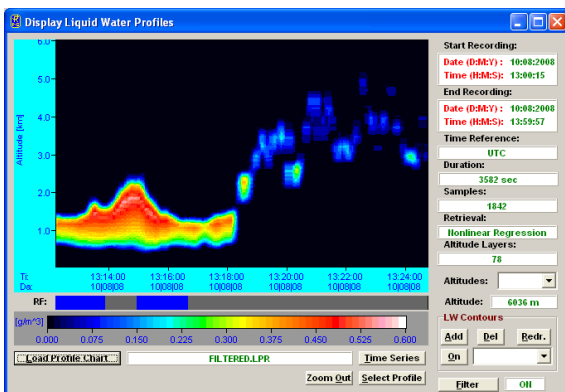 Display Liquid Water Profiles
6.0
5.0
4.0
3.0
2.0
1.0
Altitude [km]
Ti: 13:14:00 13:16:00 13:18:00 13:20:00 13:22:00 13:24:00
Da: 10|08|08 10|08|08 10|08|08 10|08|08 10|08|08 10|08|08
RF:
[g/m^3]
0.000 0.075 0.150 0.225 0.300 0.375 0.450 0.525 0.600
Load Profile Chart FILTERED.LPR Time Series
Zoom Out Select Profile
Start Recording:
Date (D:M:Y) : 10:08:2008
Time (H:M:S) : 13:00:15
End Recording:
Date (D:M:Y) : 10:08:2008
Time (H:M:S) : 13:59:57
Time Reference:
UTC
Duration:
3582 sec
Samples:
1842
Retrieval:
Nonlinear Regression
Altitude Layers:
78
Altitudes:
Altitude: 6036 m
LW Contours
Add Del Redr.
On
Filter ON